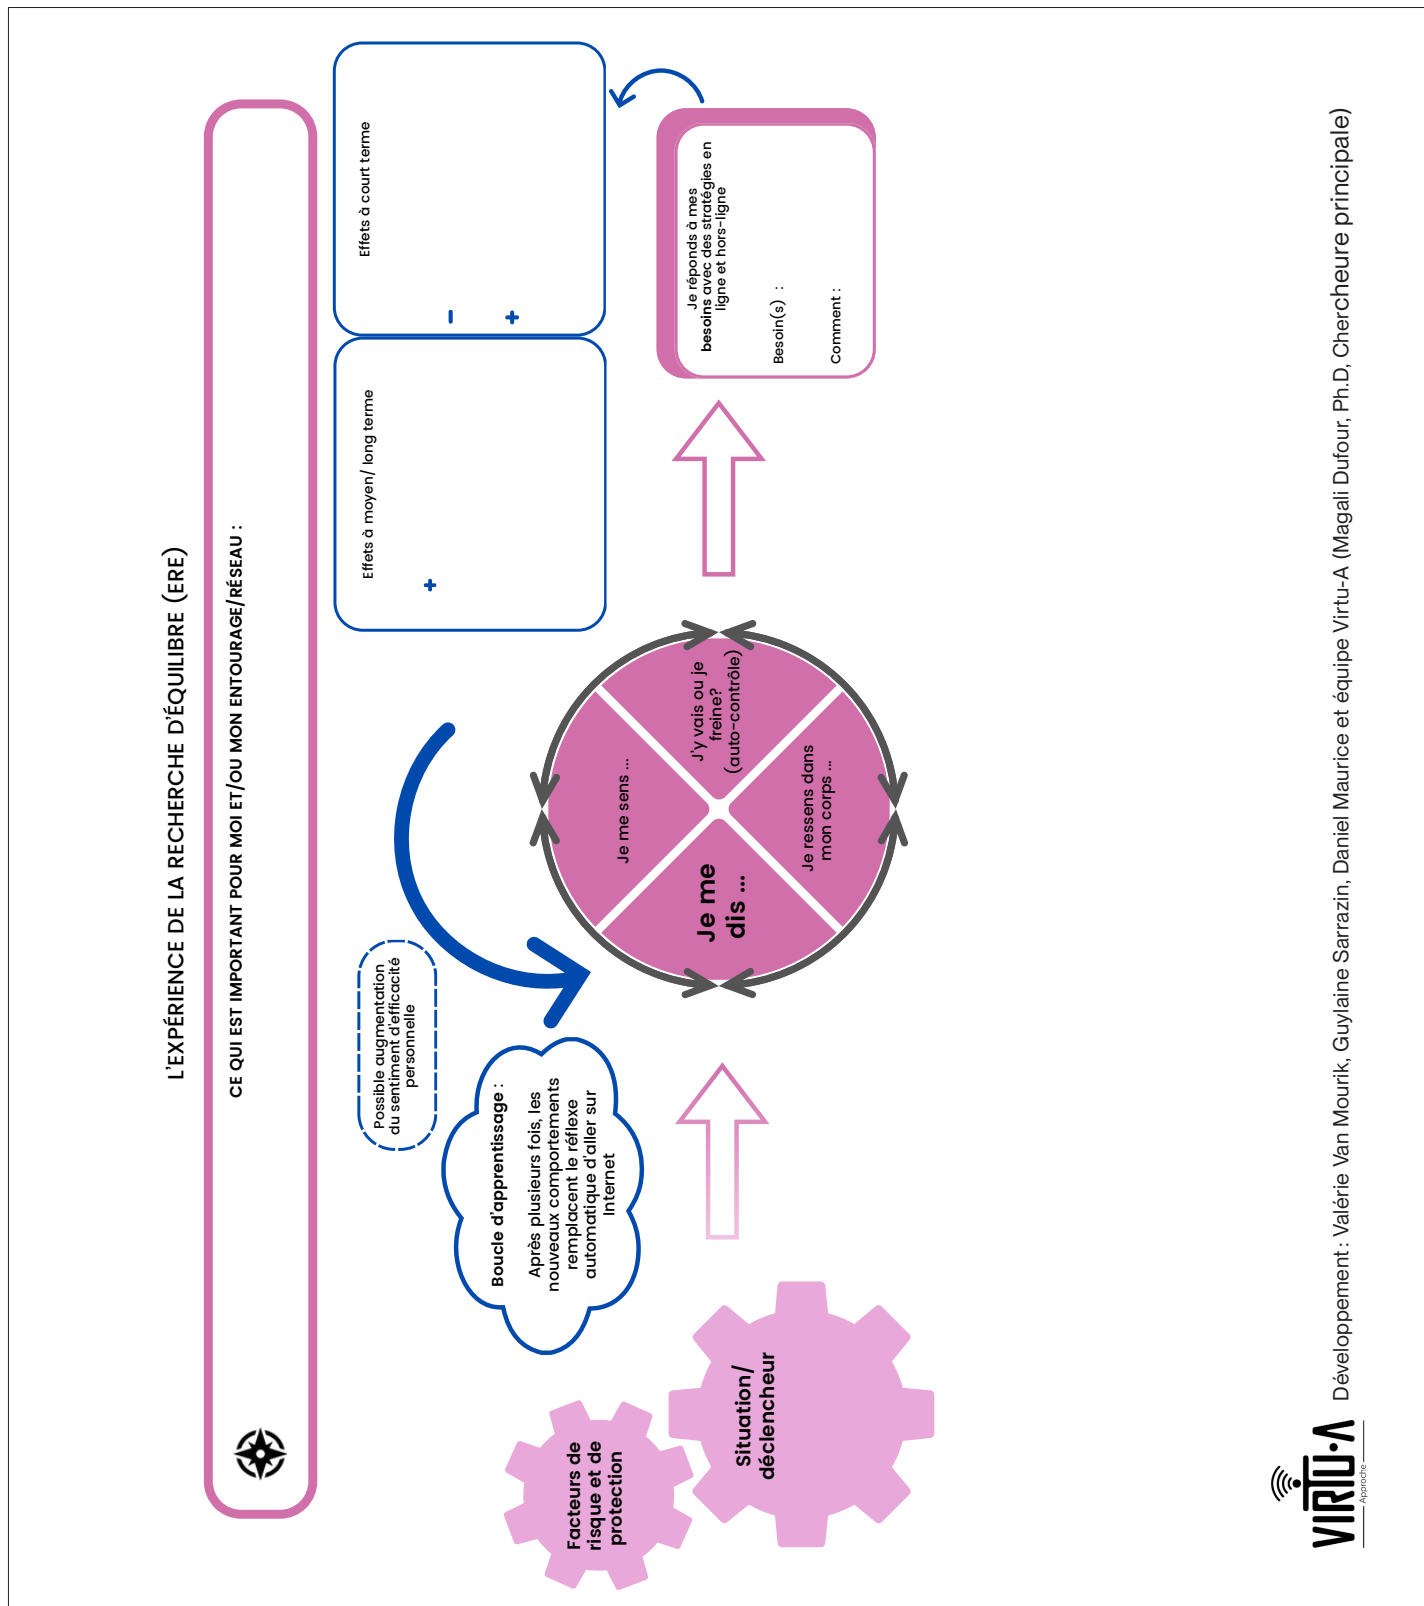 L'EXPÉRIENCE DE LA RECHERCHE D'ÉQUILIBRE (ERE)
CE QUI EST IMPORTANT POUR MOI ET/OU MON ENTOURAGE/RÉSEAU :
Possible augmentation
du sentiment d'efficacité
personnelle
Effets à moyen/ long terme
+
Effets à court terme
-
+
Boucle d'apprentissage :
Après plusieurs fois, les
nouveaux comportements
remplacent le réflexe
automatique d'aller sur
Internet
Facteurs de
risque et de
protection
Situation/
déclencheur
Je me sens ...
Je me
dis ...
J'y vais ou je
freine?
(auto-contrôle)
Je ressens dans
mon corps ...
Je réponds à mes
besoins avec des stratégies en
ligne et hors-ligne
Besoin(s) :
Comment :
VIRTU·A
Approche
Développement : Valérie Van Mourik, Guylaine Sarrazin, Daniel Maurice et équipe Virtu-A (Magali Dufour, Ph.D, Chercheure principale)